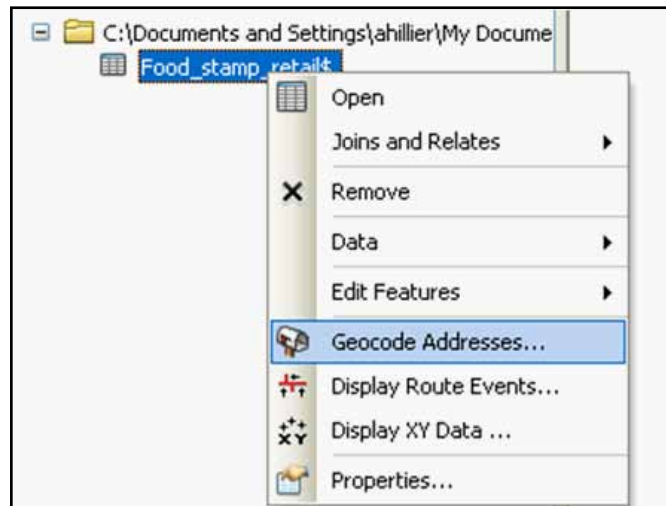 C:\Documents and Settings\ahillier\My Docume
Food_stamp_retail$
Open
Joins and Relates
Remove
Data
Edit Features
Geocode Addresses...
Display Route Events...
Display XY Data ...
Properties...